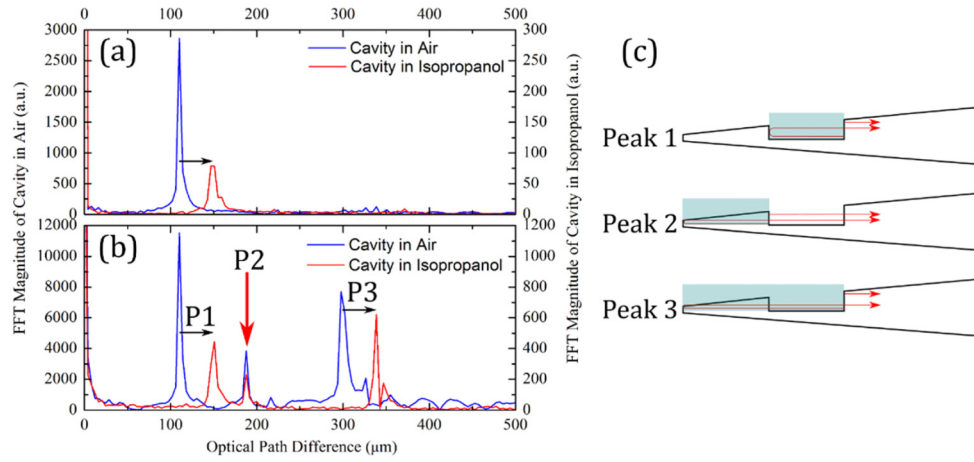 0 100 200 300 400 500
(a)
Cavity in Air
Cavity in Isopropanol
3000
2500
2000
1500
1000
500
0
300
250
200
150
100
50
0
(b)
Cavity in Air
Cavity in Isopropanol
P1
P2
P3
12000
10000
8000
6000
4000
2000
0
1200
1000
800
600
400
200
0
0 100 200 300 400 500
Optical Path Difference (μm)
FFT Magnitude of Cavity in Air (a.u.)
FFT Magnitude of Cavity in Isopropanol (a.u.)
(c)
Peak 1
Peak 2
Peak 3